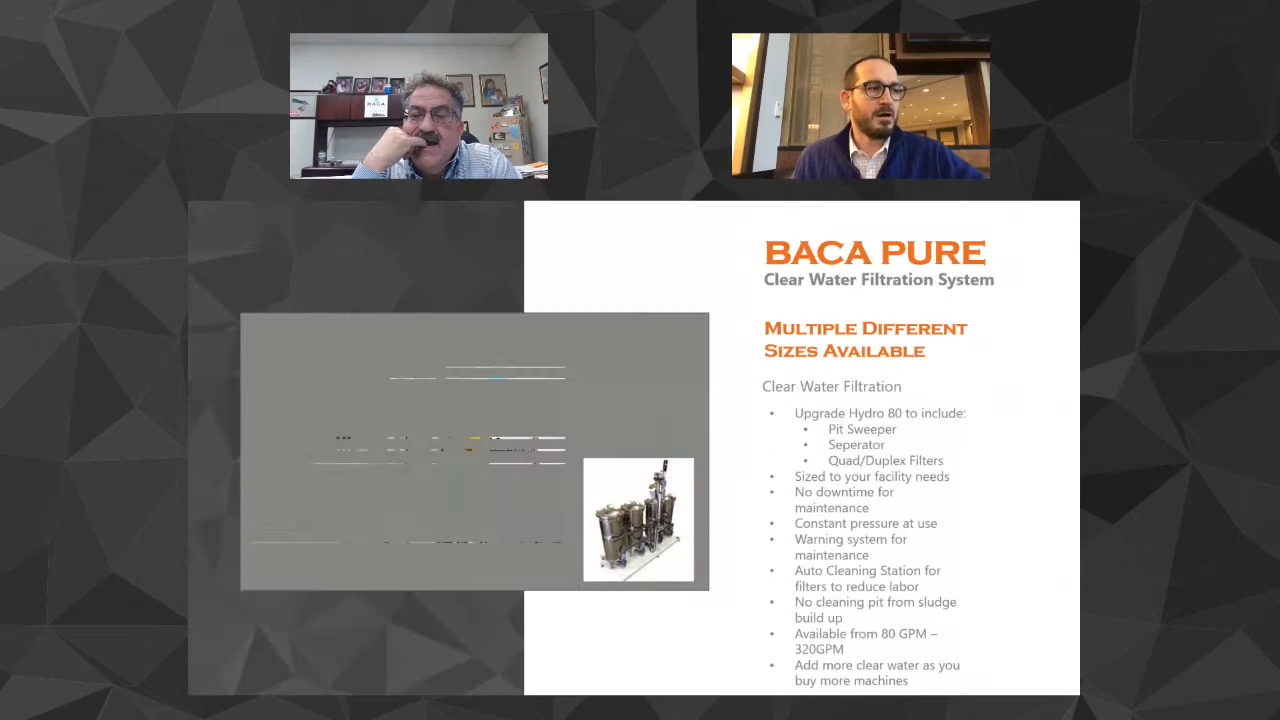 BACA
BACA PURE
Clear Water Filtration System
MULTIPLE DIFFERENT
SIZES AVAILABLE
Clear Water Filtration
• Upgrade Hydro 80 to include:
• Pit Sweeper
• Seperator
• Quad/Duplex Filters
• Sized to your facility needs
• No downtime for
maintenance
• Constant pressure at use
• Warning system for
maintenance
• Auto Cleaning Station for
filters to reduce labor
• No cleaning pit from sludge
build up
• Available from 80 GPM –
320GPM
• Add more clear water as you
buy more machines